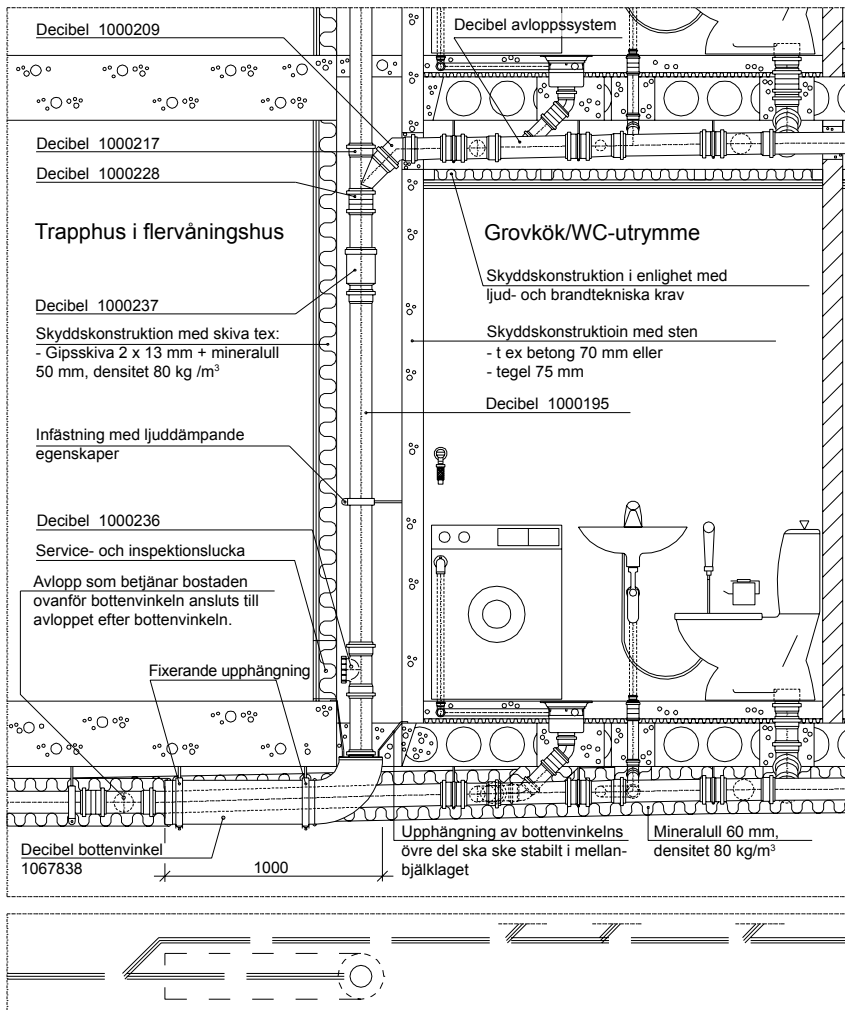 Decibel 1000209
Decibel avloppssystem
Decibel 1000217
Decibel 1000228
Trapphus i flervåningshus
Grovkök/WC-utrymme
Skyddskonstruktion i enlighet med
ljud- och brandtekniska krav
Decibel 1000237
Skyddskonstruktion med skiva tex:
- Gipsskiva 2 x 13 mm + mineralull
50 mm, densitet 80 kg /m³
Skyddskonstruktioin med sten
- t ex betong 70 mm eller
- tegel 75 mm
Decibel 1000195
Infästning med ljuddämpande
egenskaper
Decibel 1000236
Service- och inspektionslucka
Avlopp som betjänar bostaden
ovanför bottenvinkeln ansluts till
avloppet efter bottenvinkeln.
Fixerande upphängning
Decibel bottenvinkel
1067838
1000
Upphängning av bottenvinkelns
övre del ska ske stabilt i mellan-
bjälklaget
Mineralull 60 mm,
densitet 80 kg/m³